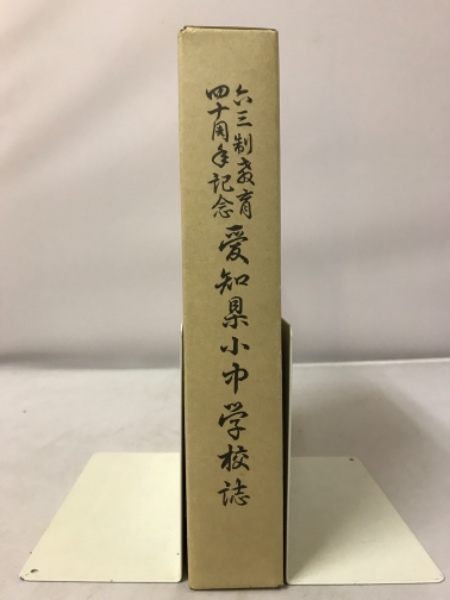 六三制教育
四十周年記念
愛知県小中学校誌